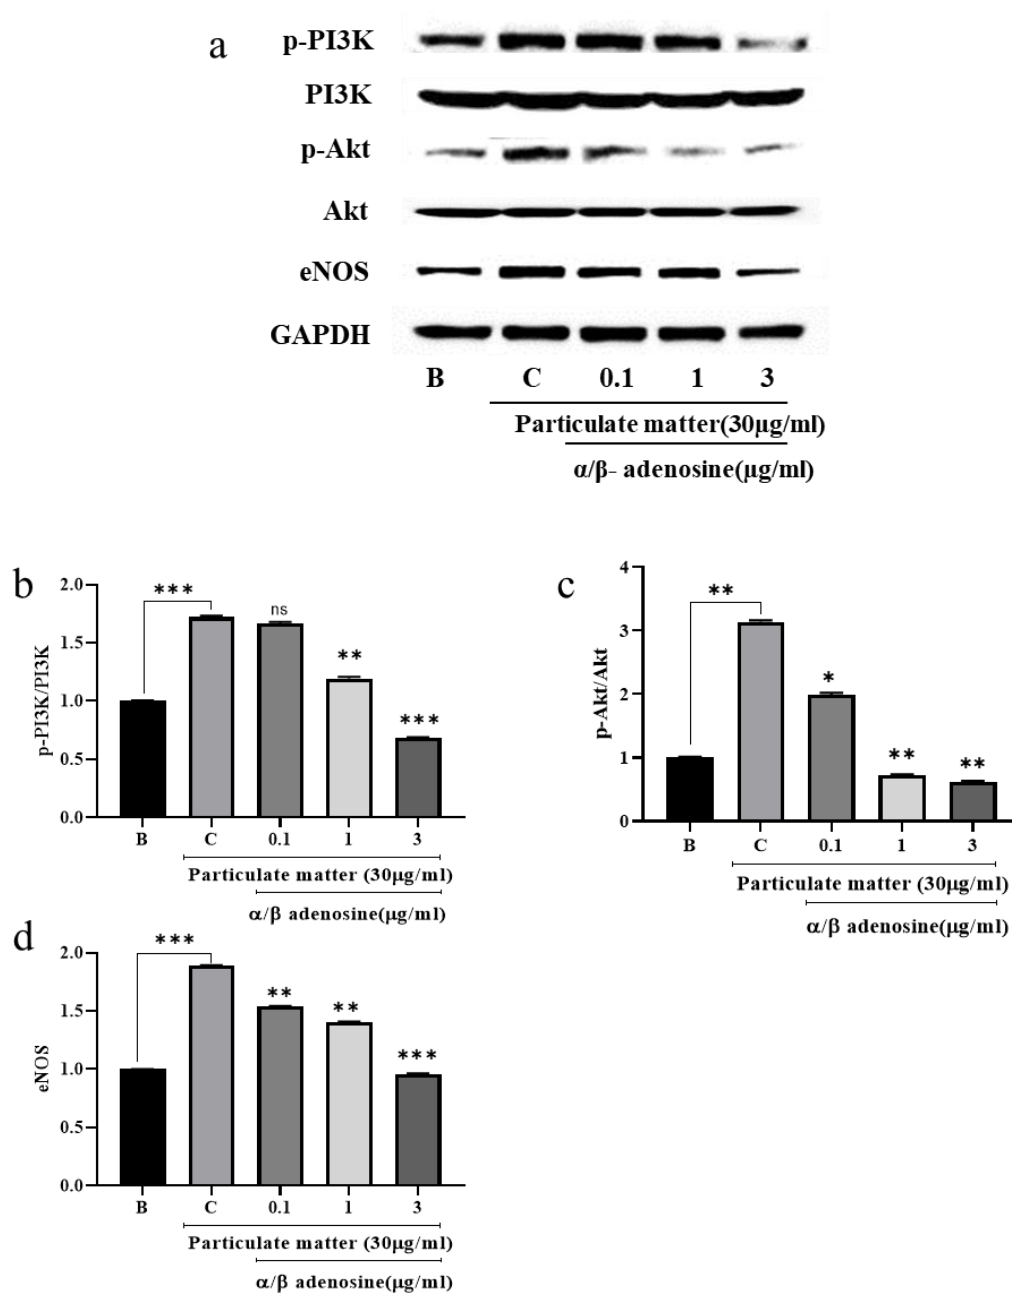 a
p-PI3K
PI3K
p-Akt
Akt
eNOS
GAPDH
B C 0.1 1 3
Particulate matter(30μg/ml)
α/β- adenosine(μg/ml)
b
p-PI3K/PI3K
2.0
1.5
1.0
0.5
0.0
*** ns ** ***
B C 0.1 1 3
Particulate matter (30μg/ml)
α/β adenosine(μg/ml)
c
p-Akt/Akt
4
3
2
1
0
** * ** **
B C 0.1 1 3
Particulate matter (30μg/ml)
α/β adenosine(μg/ml)
d
eNOS
2.0
1.5
1.0
0.5
0.0
*** ** ** ***
B C 0.1 1 3
Particulate matter (30μg/ml)
α/β adenosine(μg/ml)